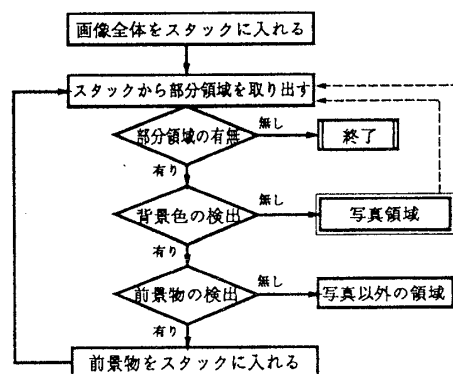 画像全体をスタックに入れる
スタックから部分領域を取り出す
部分領域の有無
無し
終了
有り
背景色の検出
無し
写真領域
有り
前景物の検出
無し
写真以外の領域
有り
前景物をスタックに入れる